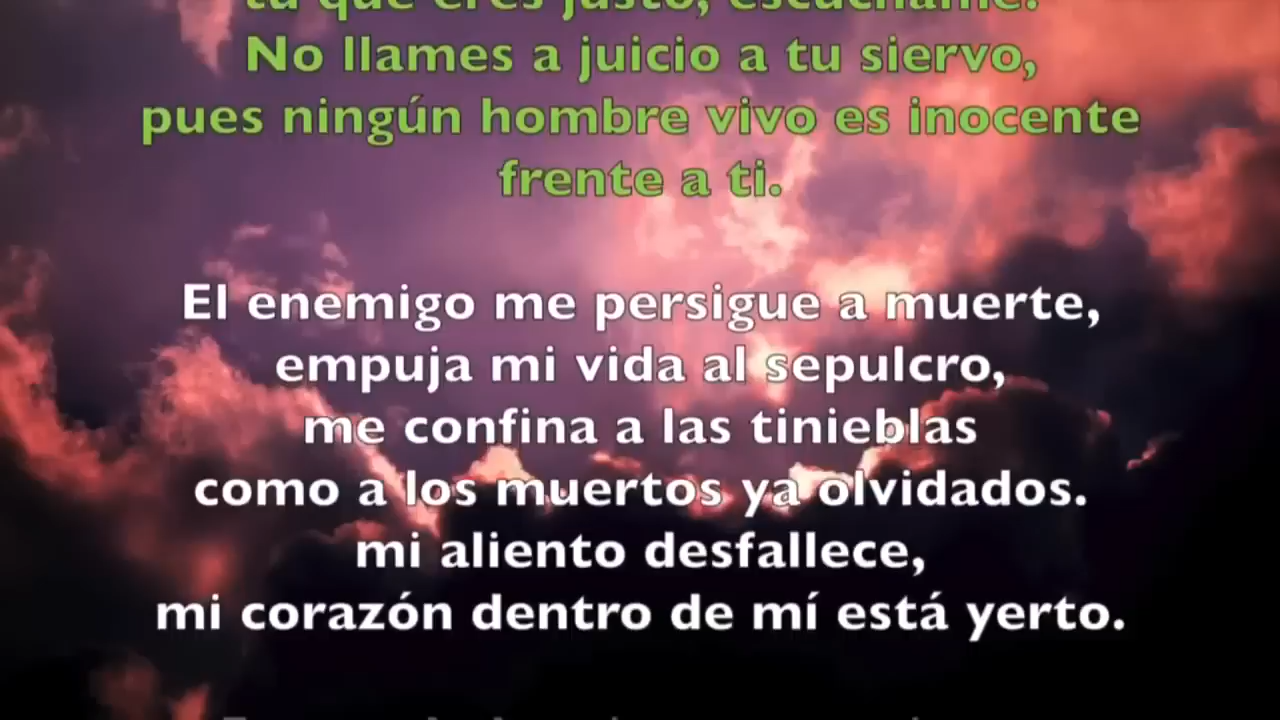 tú que eres justo, escúchame.
No llames a juicio a tu siervo,
pues ningún hombre vivo es inocente
frente a ti.
El enemigo me persigue a muerte,
empuja mi vida al sepulcro,
me confina a las tinieblas
como a los muertos ya olvidados.
mi aliento desfallece,
mi corazón dentro de mí está yerto.